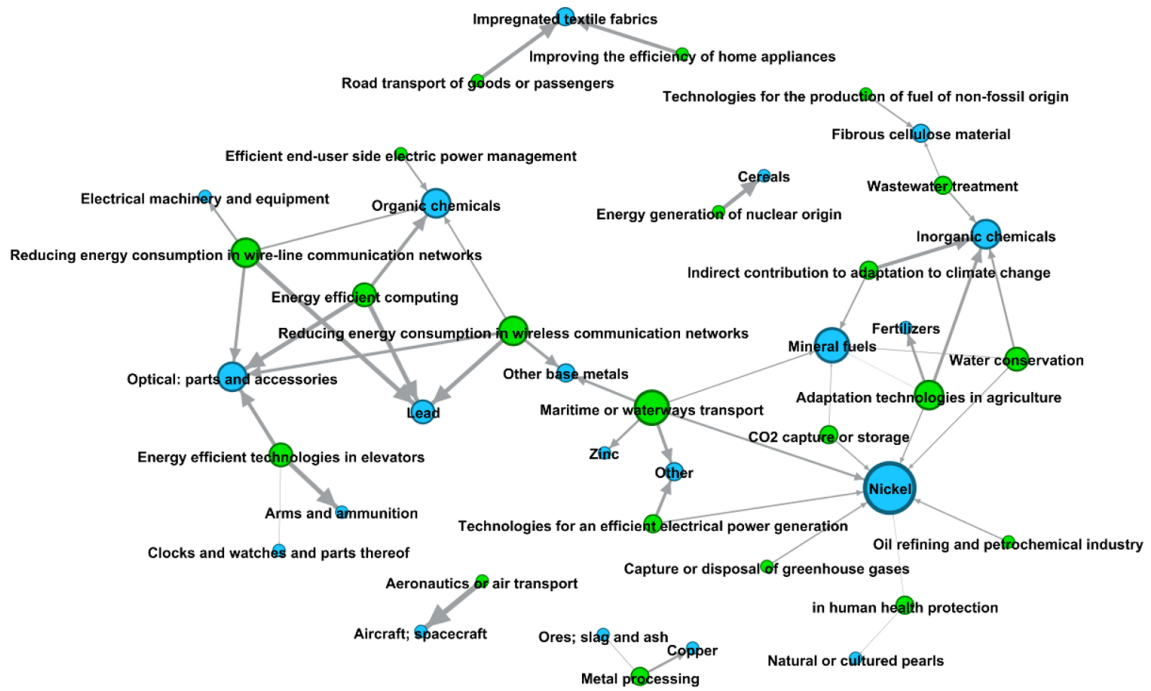 Impregnated textile fabrics
Improving the efficiency of home appliances
Road transport of goods or passengers
Technologies for the production of fuel of non-fossil origin
Fibrous cellulose material
Efficient end-user side electric power management
Cereals
Wastewater treatment
Electrical machinery and equipment
Organic chemicals
Energy generation of nuclear origin
Inorganic chemicals
Reducing energy consumption in wire-line communication networks
Indirect contribution to adaptation to climate change
Energy efficient computing
Fertilizers
Reducing energy consumption in wireless communication networks
Mineral fuels
Water conservation
Other base metals
Optical: parts and accessories
Adaptation technologies in agriculture
Lead
Maritime or waterways transport
CO2 capture or storage
Zinc
Energy efficient technologies in elevators
Other
Nickel
Arms and ammunition
Technologies for an efficient electrical power generation
Oil refining and petrochemical industry
Clocks and watches and parts thereof
Capture or disposal of greenhouse gases
Aeronautics or air transport
in human health protection
Aircraft; spacecraft
Ores; slag and ash
Copper
Natural or cultured pearls
Metal processing